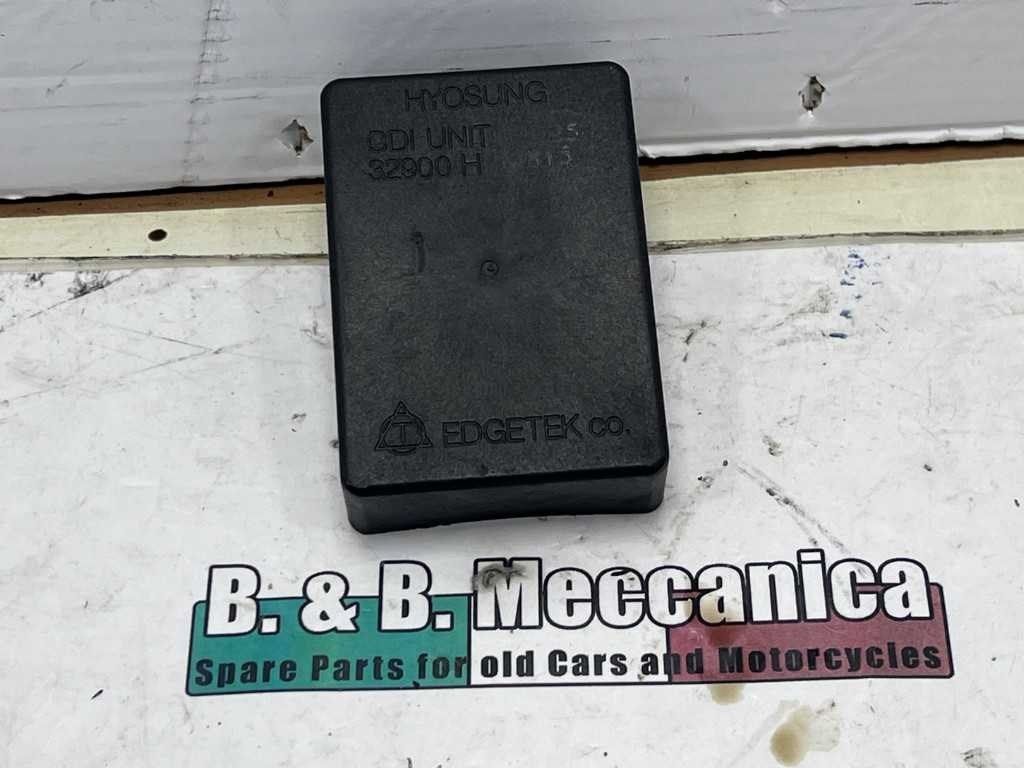 HYOSUNG
CDI UNIT
32900 H
EDGETEK CO.
B. & B. Meccanica
Spare Parts for old Cars and Motorcycles